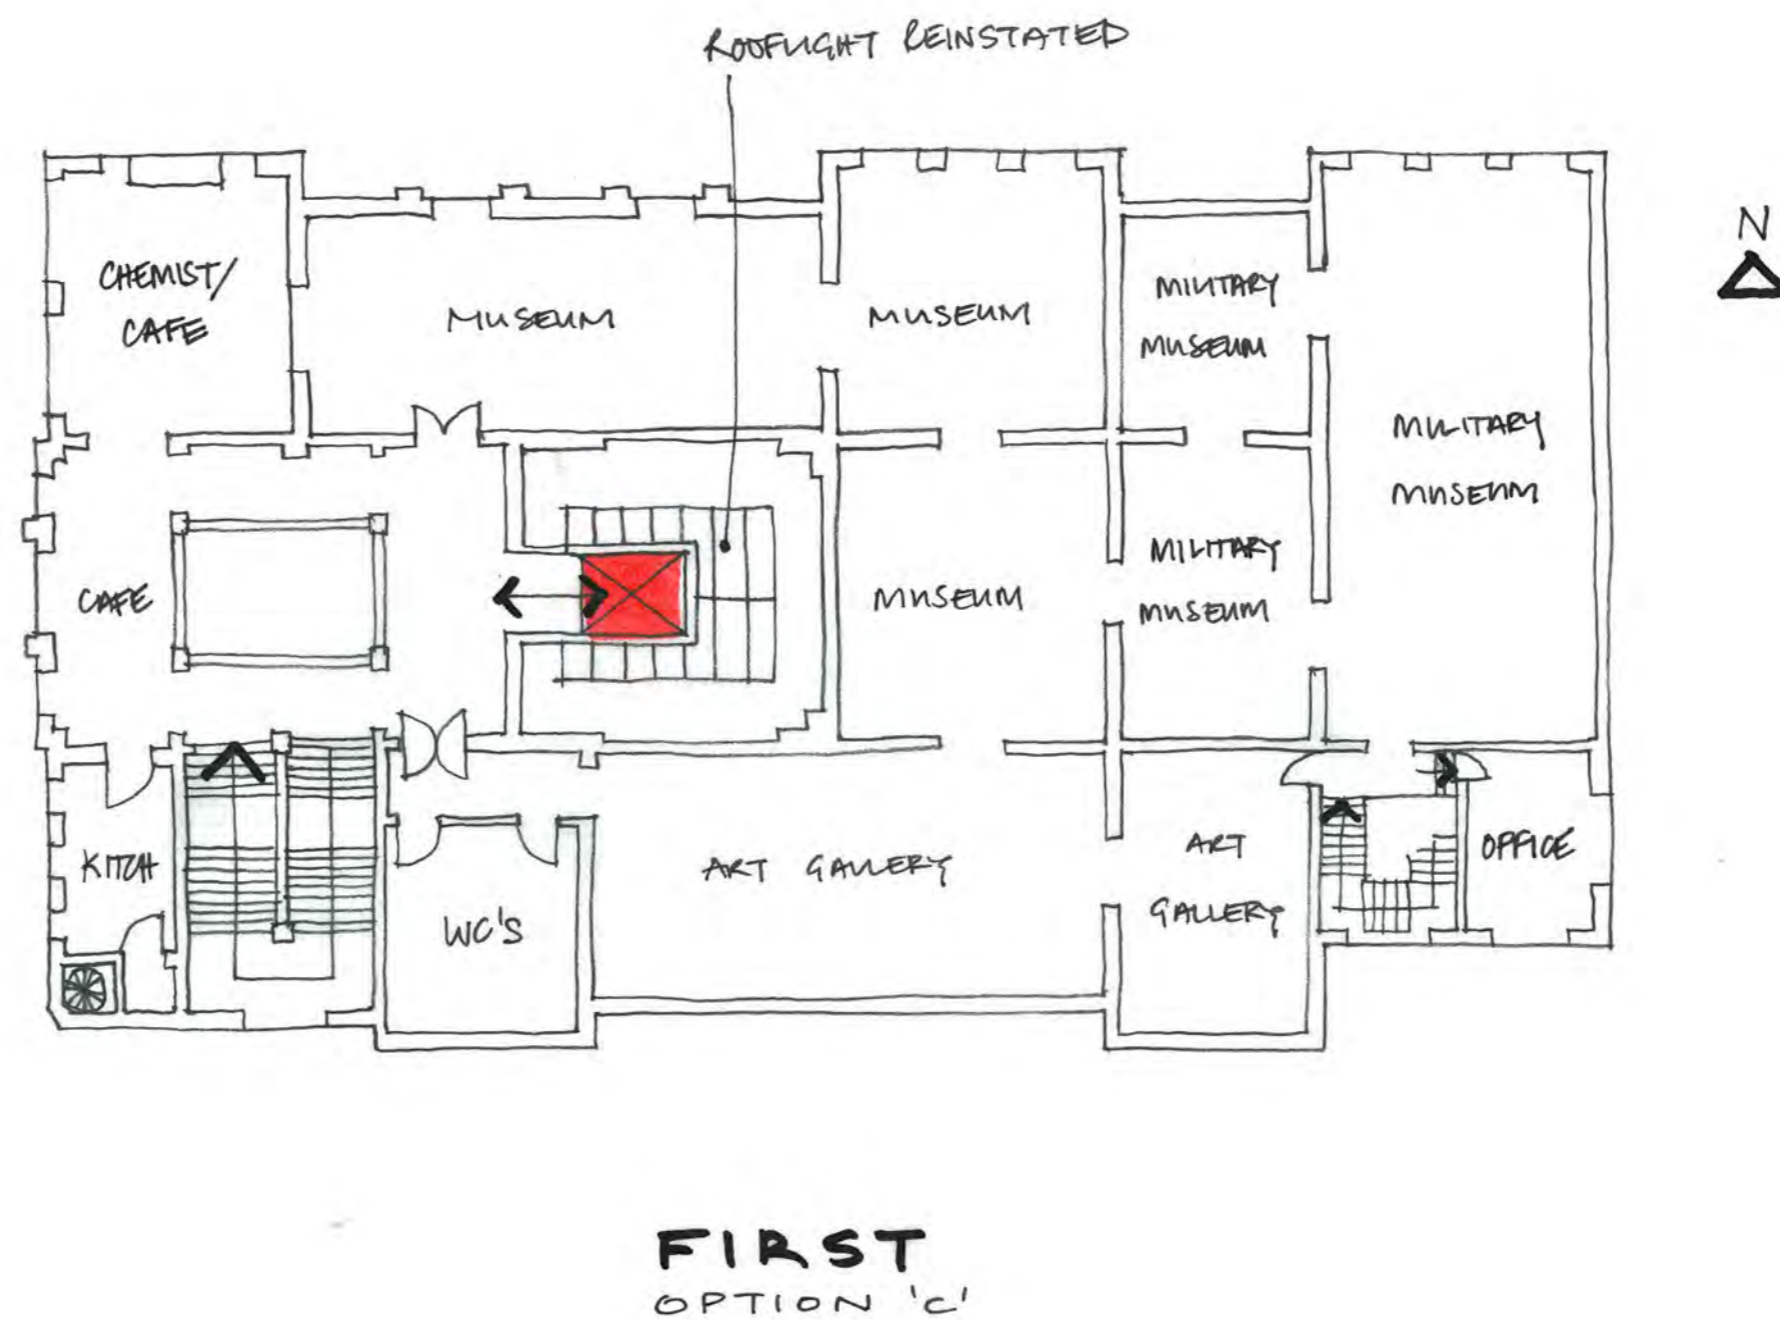 ROOFLIGHT REINSTATED
N
CHEMIST/
CAFE
MUSEUM
MUSEUM
MILITARY
MUSEUM
MILITARY
MUSEUM
CAFE
MUSEUM
MILITARY
MUSEUM
KITCH
WC'S
ART GALLERY
ART
GALLERY
OFFICE
FIRST
OPTION 'C'